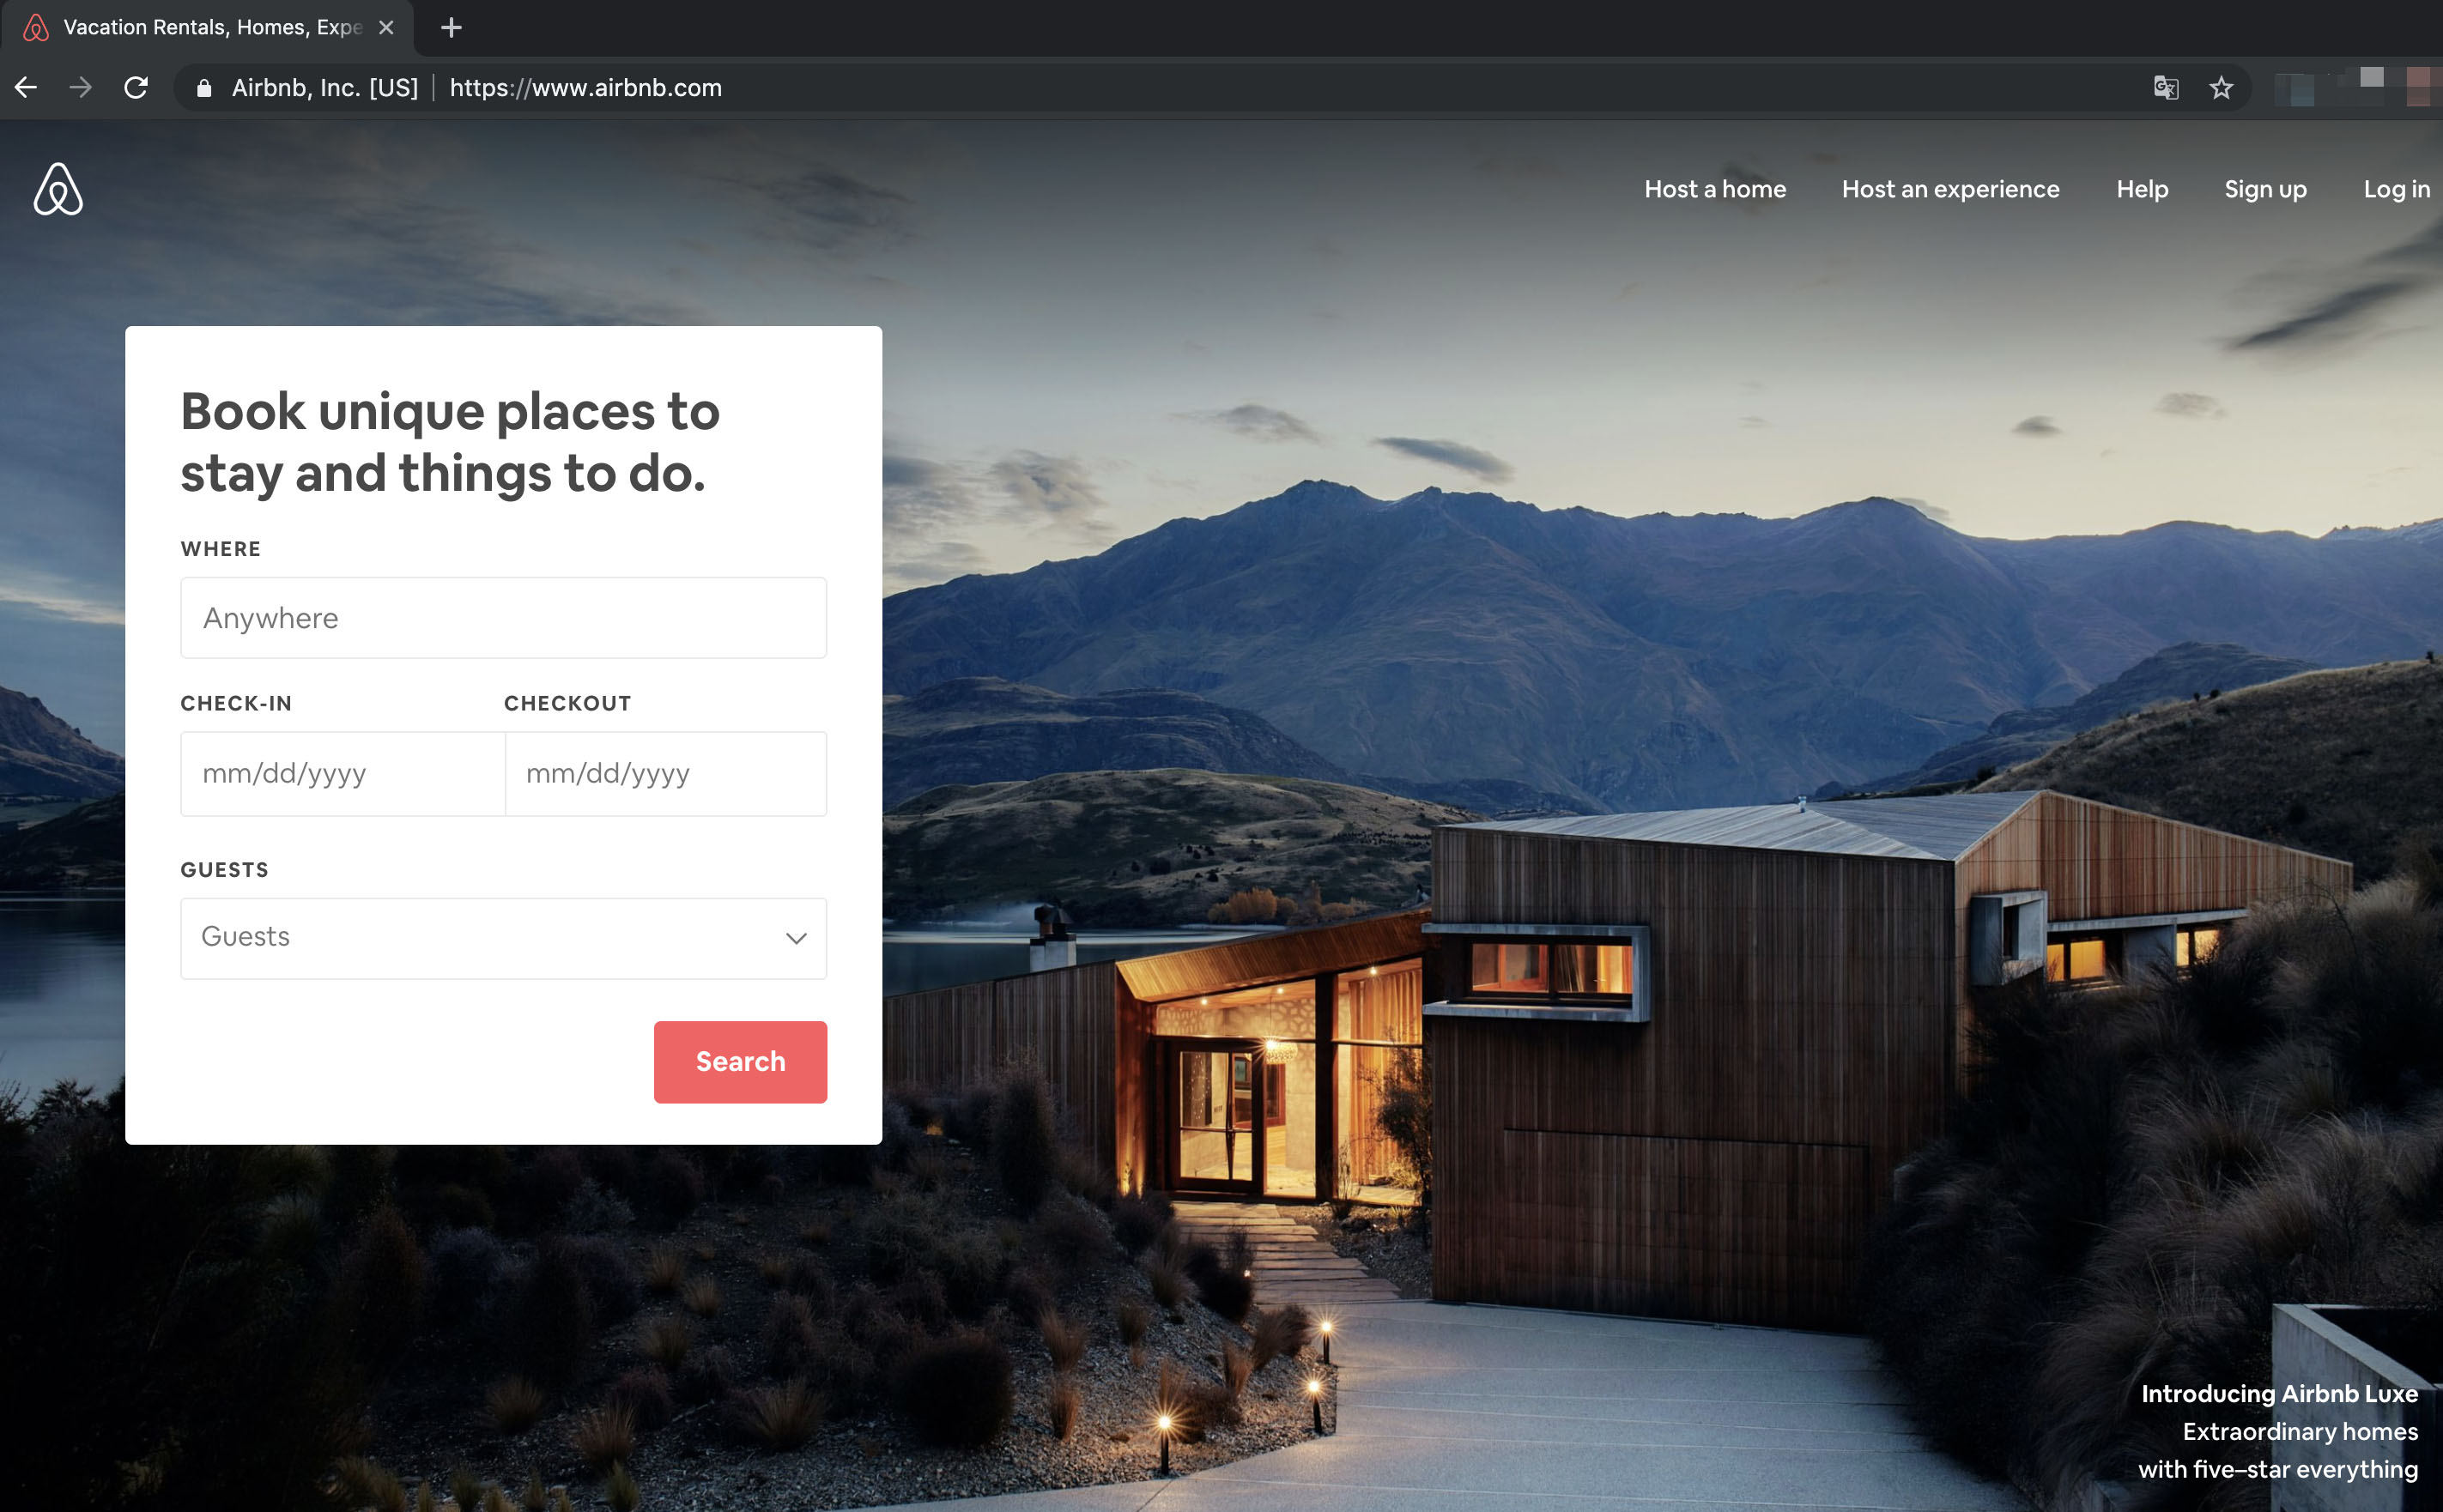 Vacation Rentals, Homes, Expe
Airbnb, Inc. [US] | https://www.airbnb.com
Host a home
Host an experience
Help
Sign up
Log in
Book unique places to
stay and things to do.
WHERE
Anywhere
CHECK-IN
CHECKOUT
mm/dd/yyyy
mm/dd/yyyy
GUESTS
Guests
Search
Introducing Airbnb Luxe
Extraordinary homes
with five–star everything